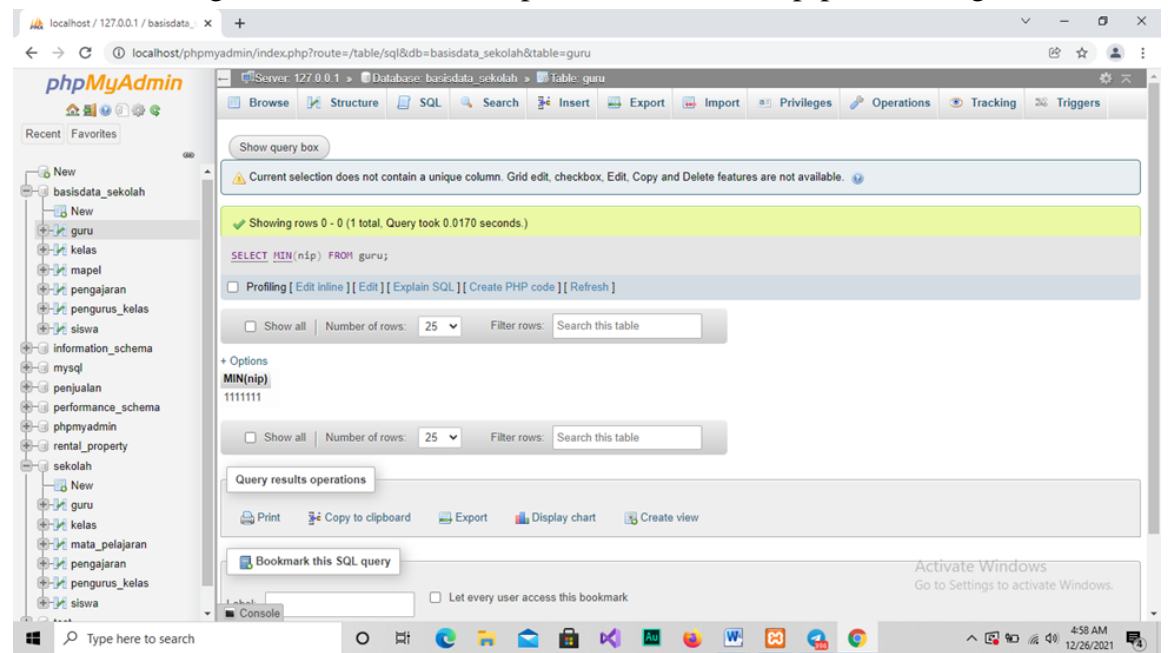 localhost / 127.0.0.1 / basisdata_
localhost/phpmyadmin/index.php?route=/table/sql&db=basisdata_sekolah&table=guru
phpMyAdmin
Recent Favorites
New
basisdata_sekolah
New
guru
kelas
mapel
pengajaran
pengurus_kelas
siswa
information_schema
mysql
penjualan
performance_schema
phpmyadmin
rental_property
sekolah
New
guru
kelas
mata_pelajaran
pengajaran
pengurus_kelas
siswa
Server: 127.0.0.1 » Database: basisdata_sekolah » Table: guru
Browse Structure SQL Search Insert Export Import Privileges Operations Tracking Triggers
Show query box
Current selection does not contain a unique column. Grid edit, checkbox, Edit, Copy and Delete features are not available.
Showing rows 0 - 0 (1 total, Query took 0.0170 seconds.)
SELECT MIN(nip) FROM guru;
Profiling [ Edit inline ] [ Edit ] [ Explain SQL ] [ Create PHP code ] [ Refresh ]
Show all | Number of rows: 25 Filter rows: Search this table
+ Options
MIN(nip)
1111111
Show all | Number of rows: 25 Filter rows: Search this table
Query results operations
Print Copy to clipboard Export Display chart Create view
Bookmark this SQL query
Label: Let every user access this bookmark
Console
Activate Windows
Go to Settings to activate Windows.
Type here to search
4:58 AM
12/26/2021